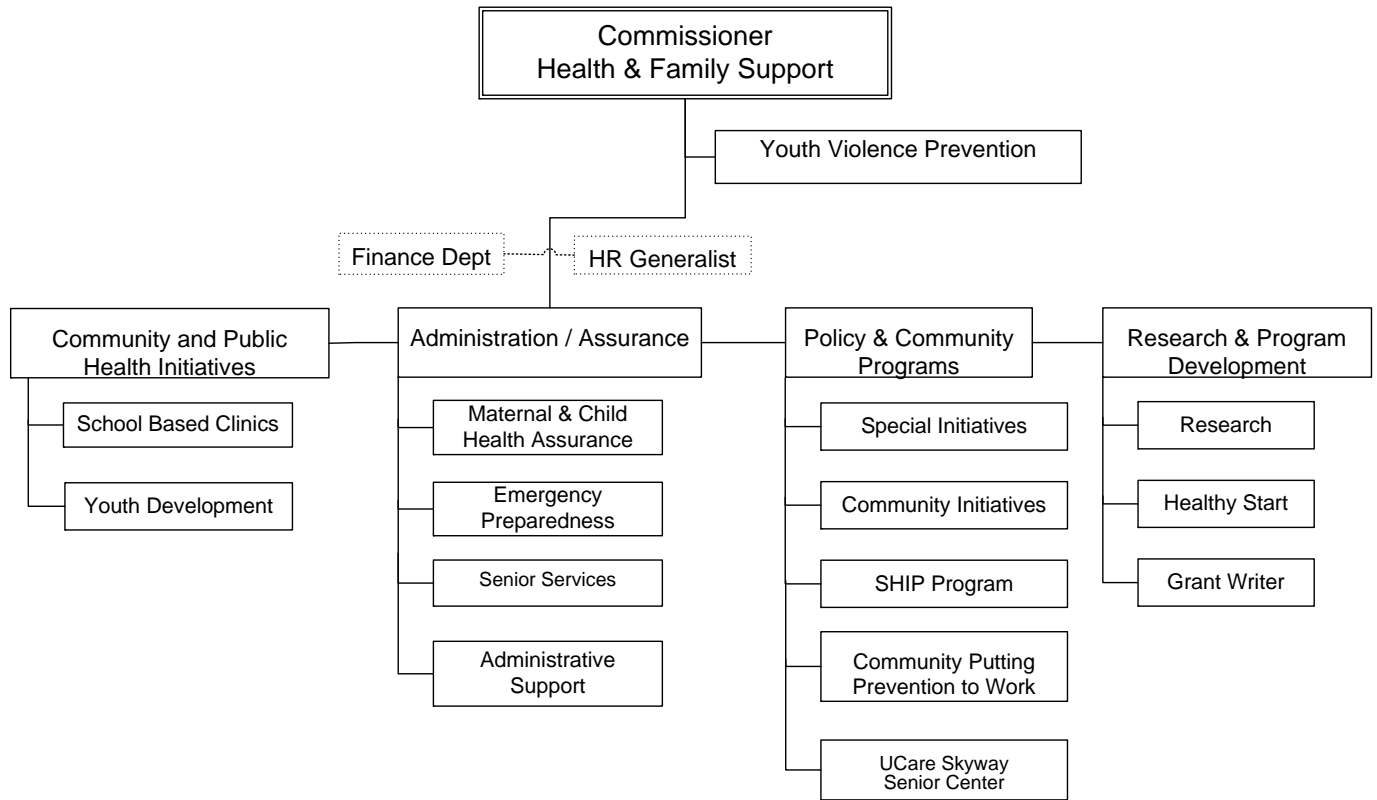 Commissioner
Health & Family Support
Youth Violence Prevention
Finance Dept
HR Generalist
Community and Public
Health Initiatives
School Based Clinics
Youth Development
Administration / Assurance
Maternal & Child
Health Assurance
Emergency
Preparedness
Senior Services
Administrative
Support
Policy & Community
Programs
Special Initiatives
Community Initiatives
SHIP Program
Community Putting
Prevention to Work
UCare Skyway
Senior Center
Research & Program
Development
Research
Healthy Start
Grant Writer